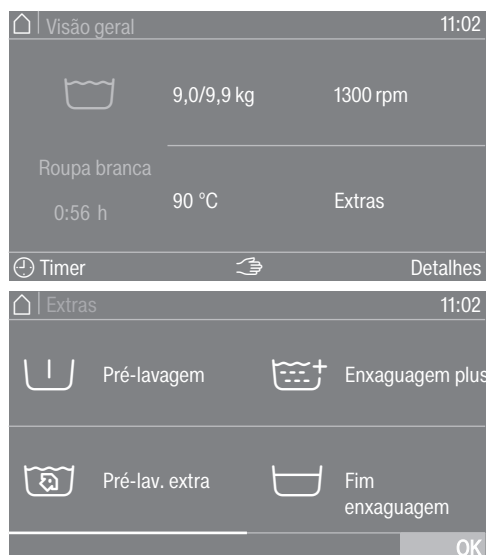 Visão geral 11:02
9,0/9,9 kg 1300 rpm
Roupa branca
0:56 h
90 °C Extras
Timer Detalhes
Extras 11:02
Pré-lavagem Enxaguagem plus
Pré-lav. extra Fim
enxaguagem
OK